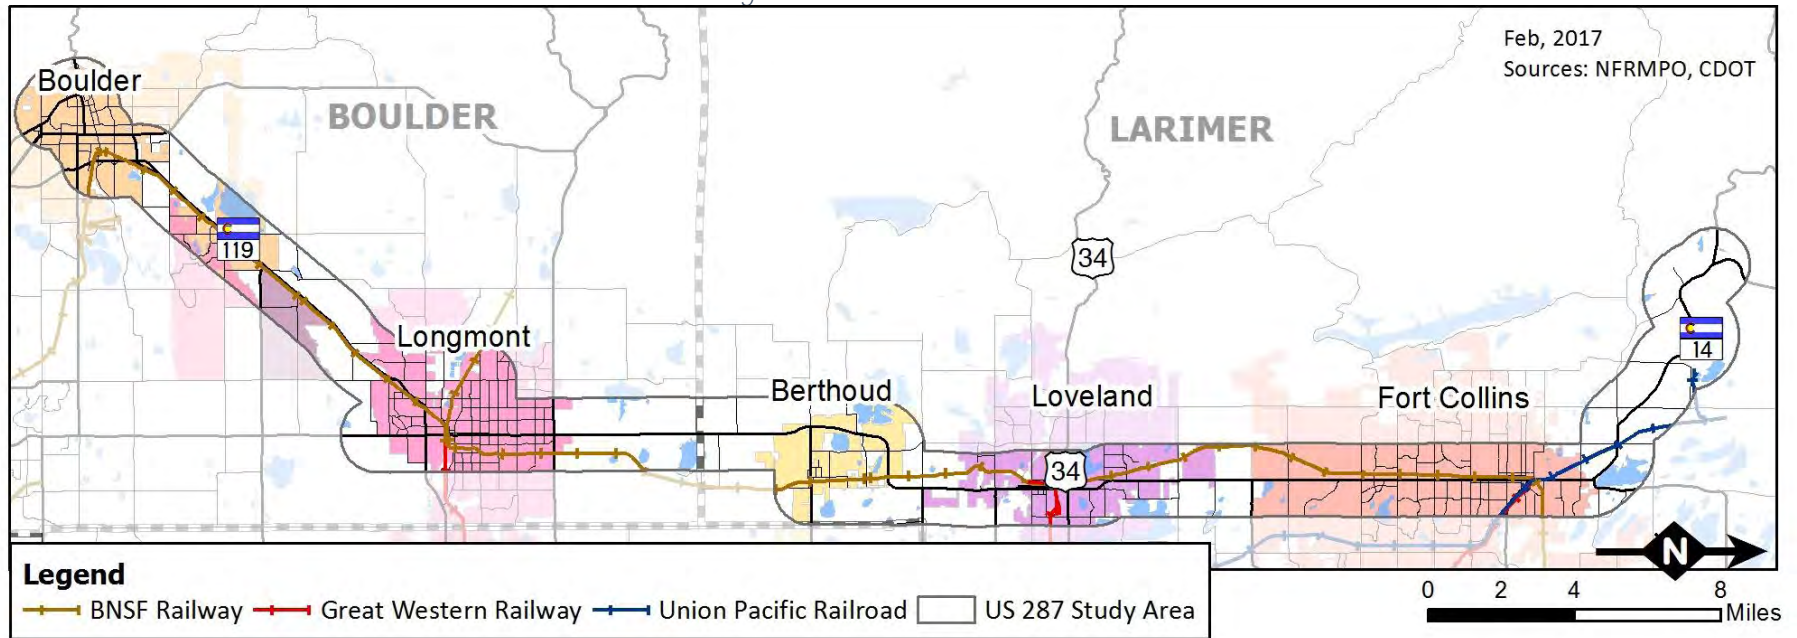 Feb, 2017
Sources: NFRMPO, CDOT
Boulder
BOULDER
LARIMER
119
34
Longmont
14
Berthoud
Loveland
Fort Collins
34
N
Legend
BNSF Railway
Great Western Railway
Union Pacific Railroad
US 287 Study Area
0 2 4 8
Miles